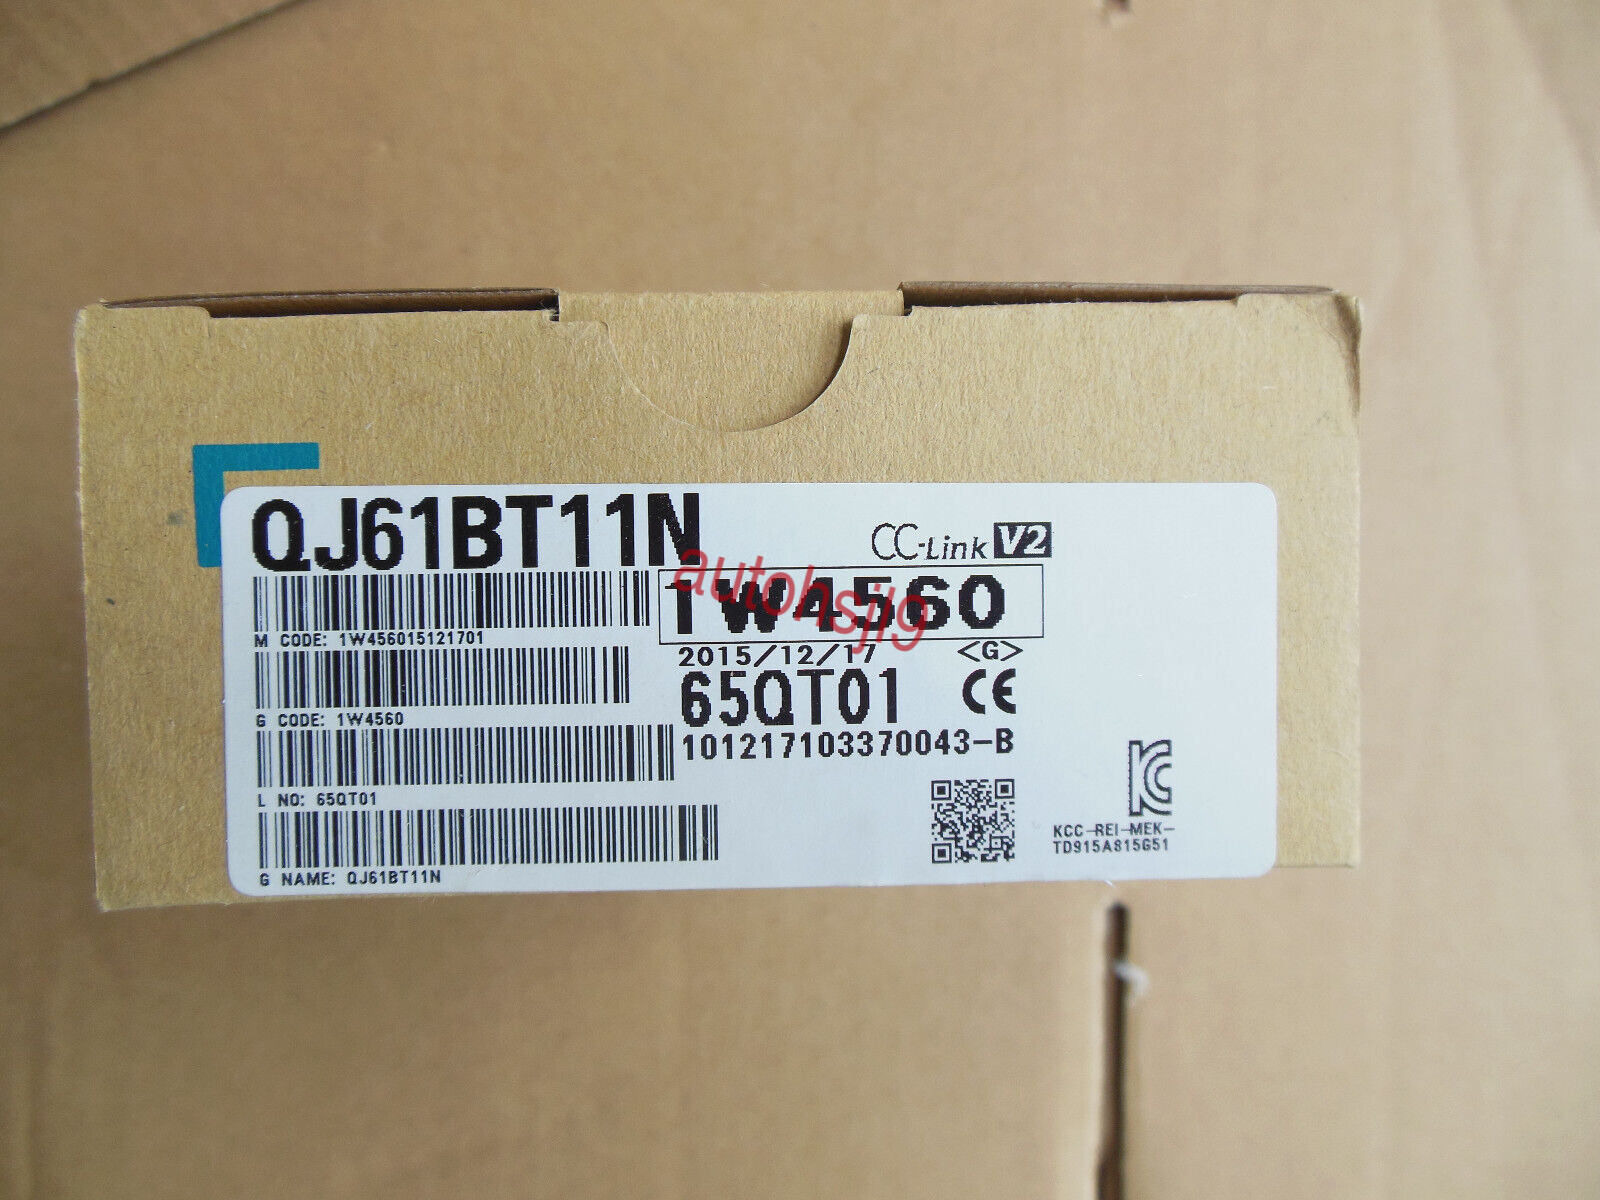 QJ61BT11N
CC-Link V2
1W4560
autohsjlg
M CODE: 1W456015121701
2015/12/17 <G>
65QT01 CE
G CODE: 1W4560
101217103370043-B
L NO: 65QT01
KCC-REI-MEK-
TD915A815G51
G NAME: QJ61BT11N